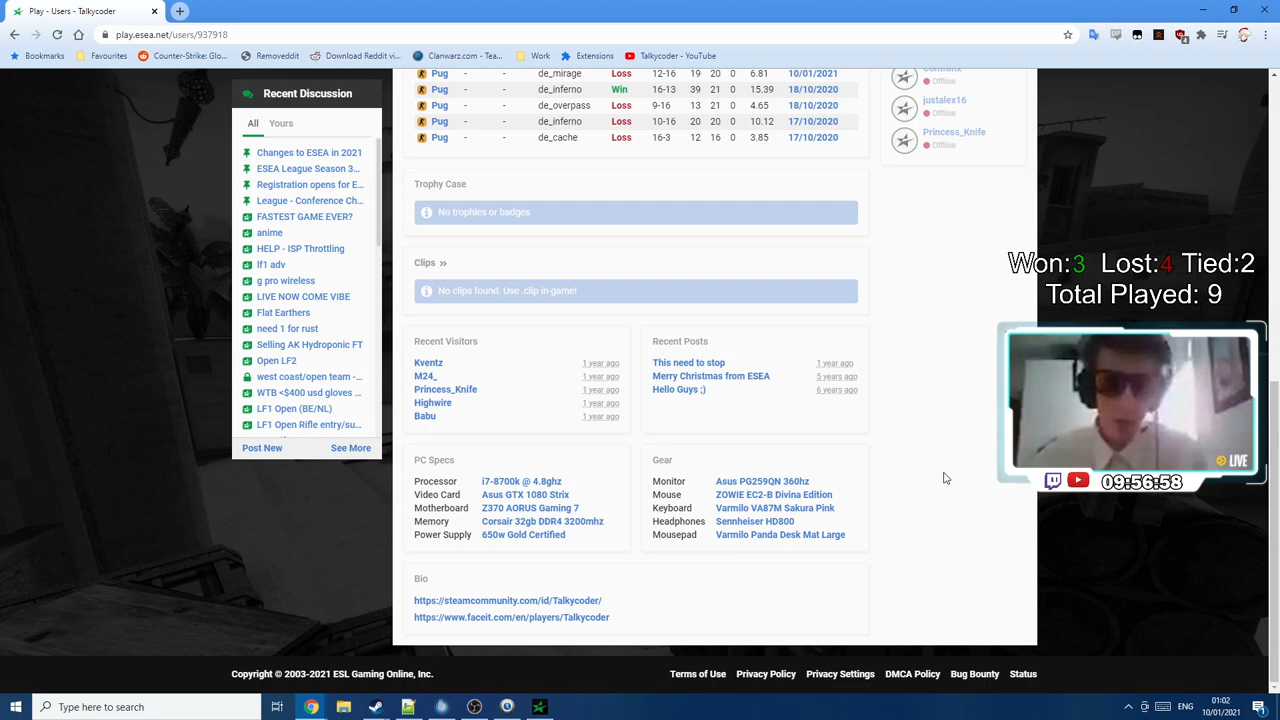 Play - Talkycoder
play.esea.net/users/937918
Bookmarks Favourites Counter-Strike: Glo... Removeddit Download Reddit vi... Clanwarz.com - Tea... Work Extensions Talkycoder - YouTube
Recent Discussion
All Yours
Changes to ESEA in 2021
ESEA League Season 3...
Registration opens for E...
League - Conference Ch...
FASTEST GAME EVER?
anime
HELP - ISP Throttling
lf1 adv
g pro wireless
LIVE NOW COME VIBE
Flat Earthers
need 1 for rust
Selling AK Hydroponic FT
Open LF2
west coast/open team -...
WTB <$400 usd gloves ...
LF1 Open (BE/NL)
LF1 Open Rifle entry/su...
Post New See More
Pug - - de_mirage Loss 12-16 19 20 0 6.81 10/01/2021
Pug - - de_inferno Win 16-13 39 21 0 15.39 18/10/2020
Pug - - de_overpass Loss 9-16 13 21 0 4.65 18/10/2020
Pug - - de_inferno Loss 10-16 20 20 0 10.12 17/10/2020
Pug - - de_cache Loss 16-3 12 16 0 3.85 17/10/2020
Trophy Case
No trophies or badges
Clips »
No clips found. Use .clip in-game!
Recent Visitors
Kventz 1 year ago
M24_ 1 year ago
Princess_Knife 1 year ago
Highwire 1 year ago
Babu 1 year ago
Recent Posts
This need to stop 1 year ago
Merry Christmas from ESEA 5 years ago
Hello Guys ;) 6 years ago
PC Specs
Processor i7-8700k @ 4.8ghz
Video Card Asus GTX 1080 Strix
Motherboard Z370 AORUS Gaming 7
Memory Corsair 32gb DDR4 3200mhz
Power Supply 650w Gold Certified
Gear
Monitor Asus PG259QN 360hz
Mouse ZOWIE EC2-B Divina Edition
Keyboard Varmilo VA87M Sakura Pink
Headphones Sennheiser HD800
Mousepad Varmilo Panda Desk Mat Large
Bio
https://steamcommunity.com/id/Talkycoder/
https://www.faceit.com/en/players/Talkycoder
Offline
justalex16
Offline
Princess_Knife
Offline
Won:3 Lost:4 Tied:2
Total Played: 9
LIVE
09:56:58
Copyright © 2003-2021 ESL Gaming Online, Inc.
Terms of Use Privacy Policy Privacy Settings DMCA Policy Bug Bounty Status
Type here to search
ENG
01:02
10/01/2021